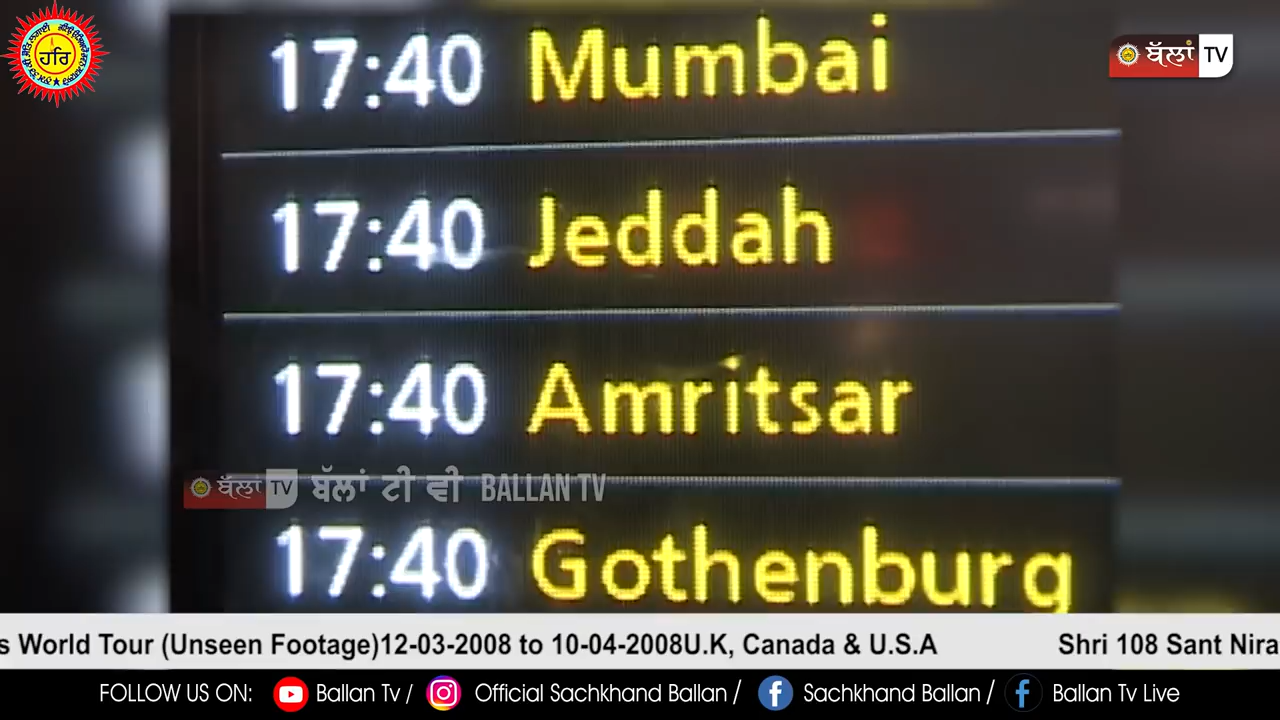 ਹਰਿ
17:40 Mumbai
ਬੱਲਾਂ TV
17:40 Jeddah
17:40 Amritsar
ਬੱਲਾਂ TV ਬੱਲਾਂ ਟੀ ਵੀ BALLAN TV
17:40 Gothenburg
s World Tour (Unseen Footage)12-03-2008 to 10-04-2008U.K, Canada & U.S.A Shri 108 Sant Nira
FOLLOW US ON: Ballan Tv / Official Sachkhand Ballan / Sachkhand Ballan / Ballan Tv Live